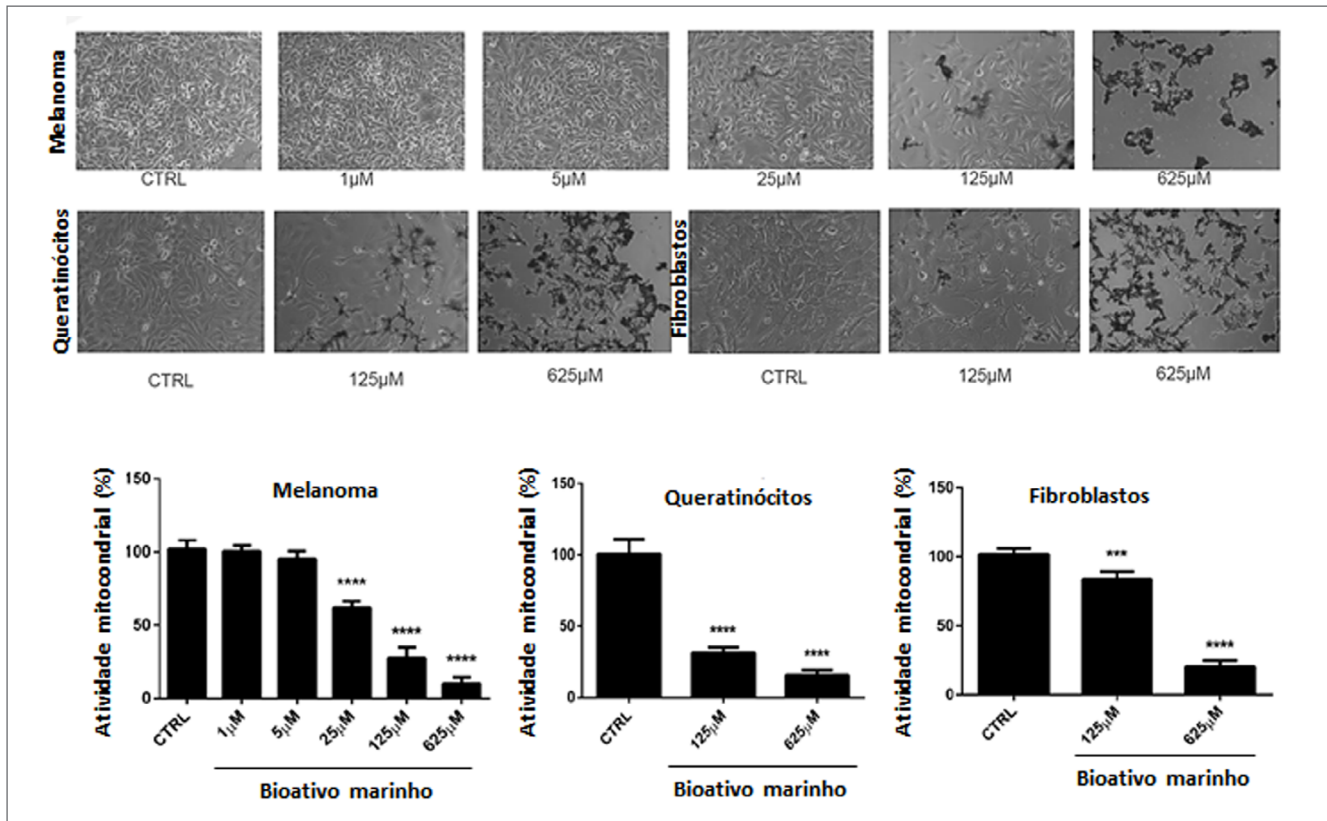 Melanoma
CTRL
1µM
5µM
25µM
125µM
625µM
Queratinócitos
CTRL
125µM
625µM
Fibroblastos
CTRL
125µM
625µM
Atividade mitocondrial (%)
150
100
50
0
Melanoma
****
****
****
CTRL
1µM
5µM
25µM
125µM
625µM
Bioativo marinho
Atividade mitocondrial (%)
150
100
50
0
Queratinócitos
****
****
CTRL
125µM
625µM
Bioativo marinho
Atividade mitocondrial (%)
150
100
50
0
Fibroblastos
***
****
CTRL
125µM
625µM
Bioativo marinho